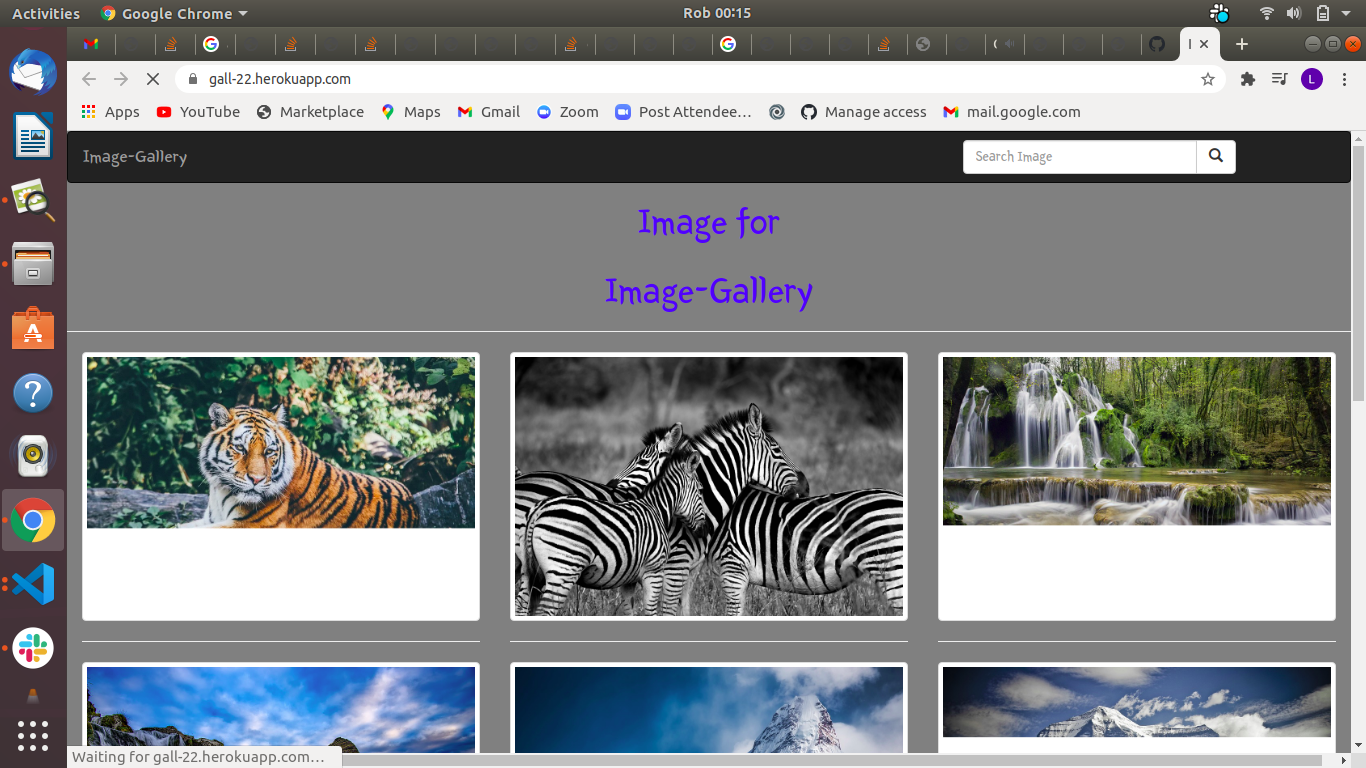 Activities Google Chrome Rob 00:15
gall-22.herokuapp.com L
Apps YouTube Marketplace Maps Gmail Zoom Post Attendee… Manage access mail.google.com
Image-Gallery Search Image
Image for
Image-Gallery
Waiting for gall-22.herokuapp.com…